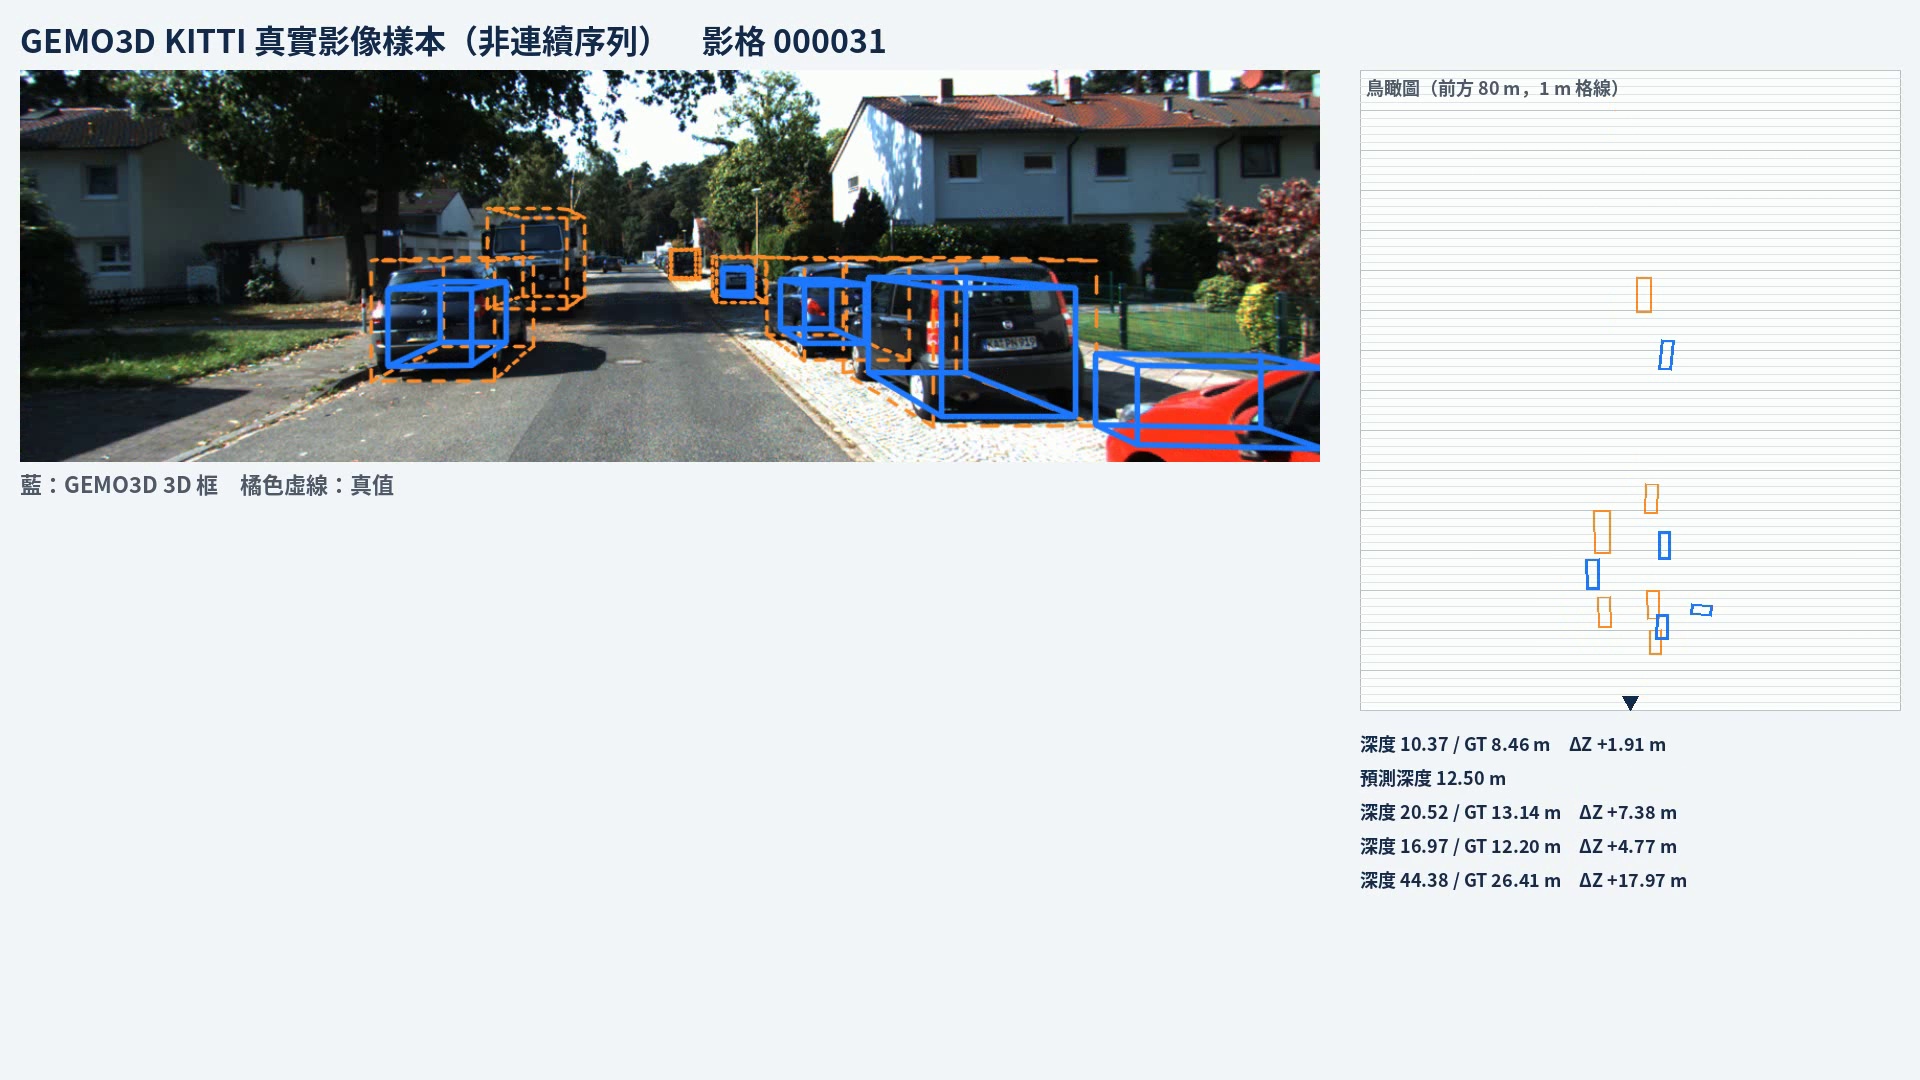 GEMO3D KITTI 真實影像樣本（非連續序列） 影格 000031
鳥瞰圖（前方 80 m，1 m 格線）
藍：GEMO3D 3D 框 橘色虛線：真值
深度 10.37 / GT 8.46 m ΔZ +1.91 m
預測深度 12.50 m
深度 20.52 / GT 13.14 m ΔZ +7.38 m
深度 16.97 / GT 12.20 m ΔZ +4.77 m
深度 44.38 / GT 26.41 m ΔZ +17.97 m